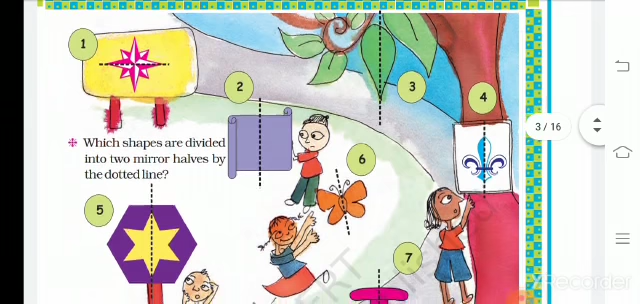 1
2
3
4
3 / 16
✣ Which shapes are divided
into two mirror halves by
the dotted line?
6
5
7
Recorder